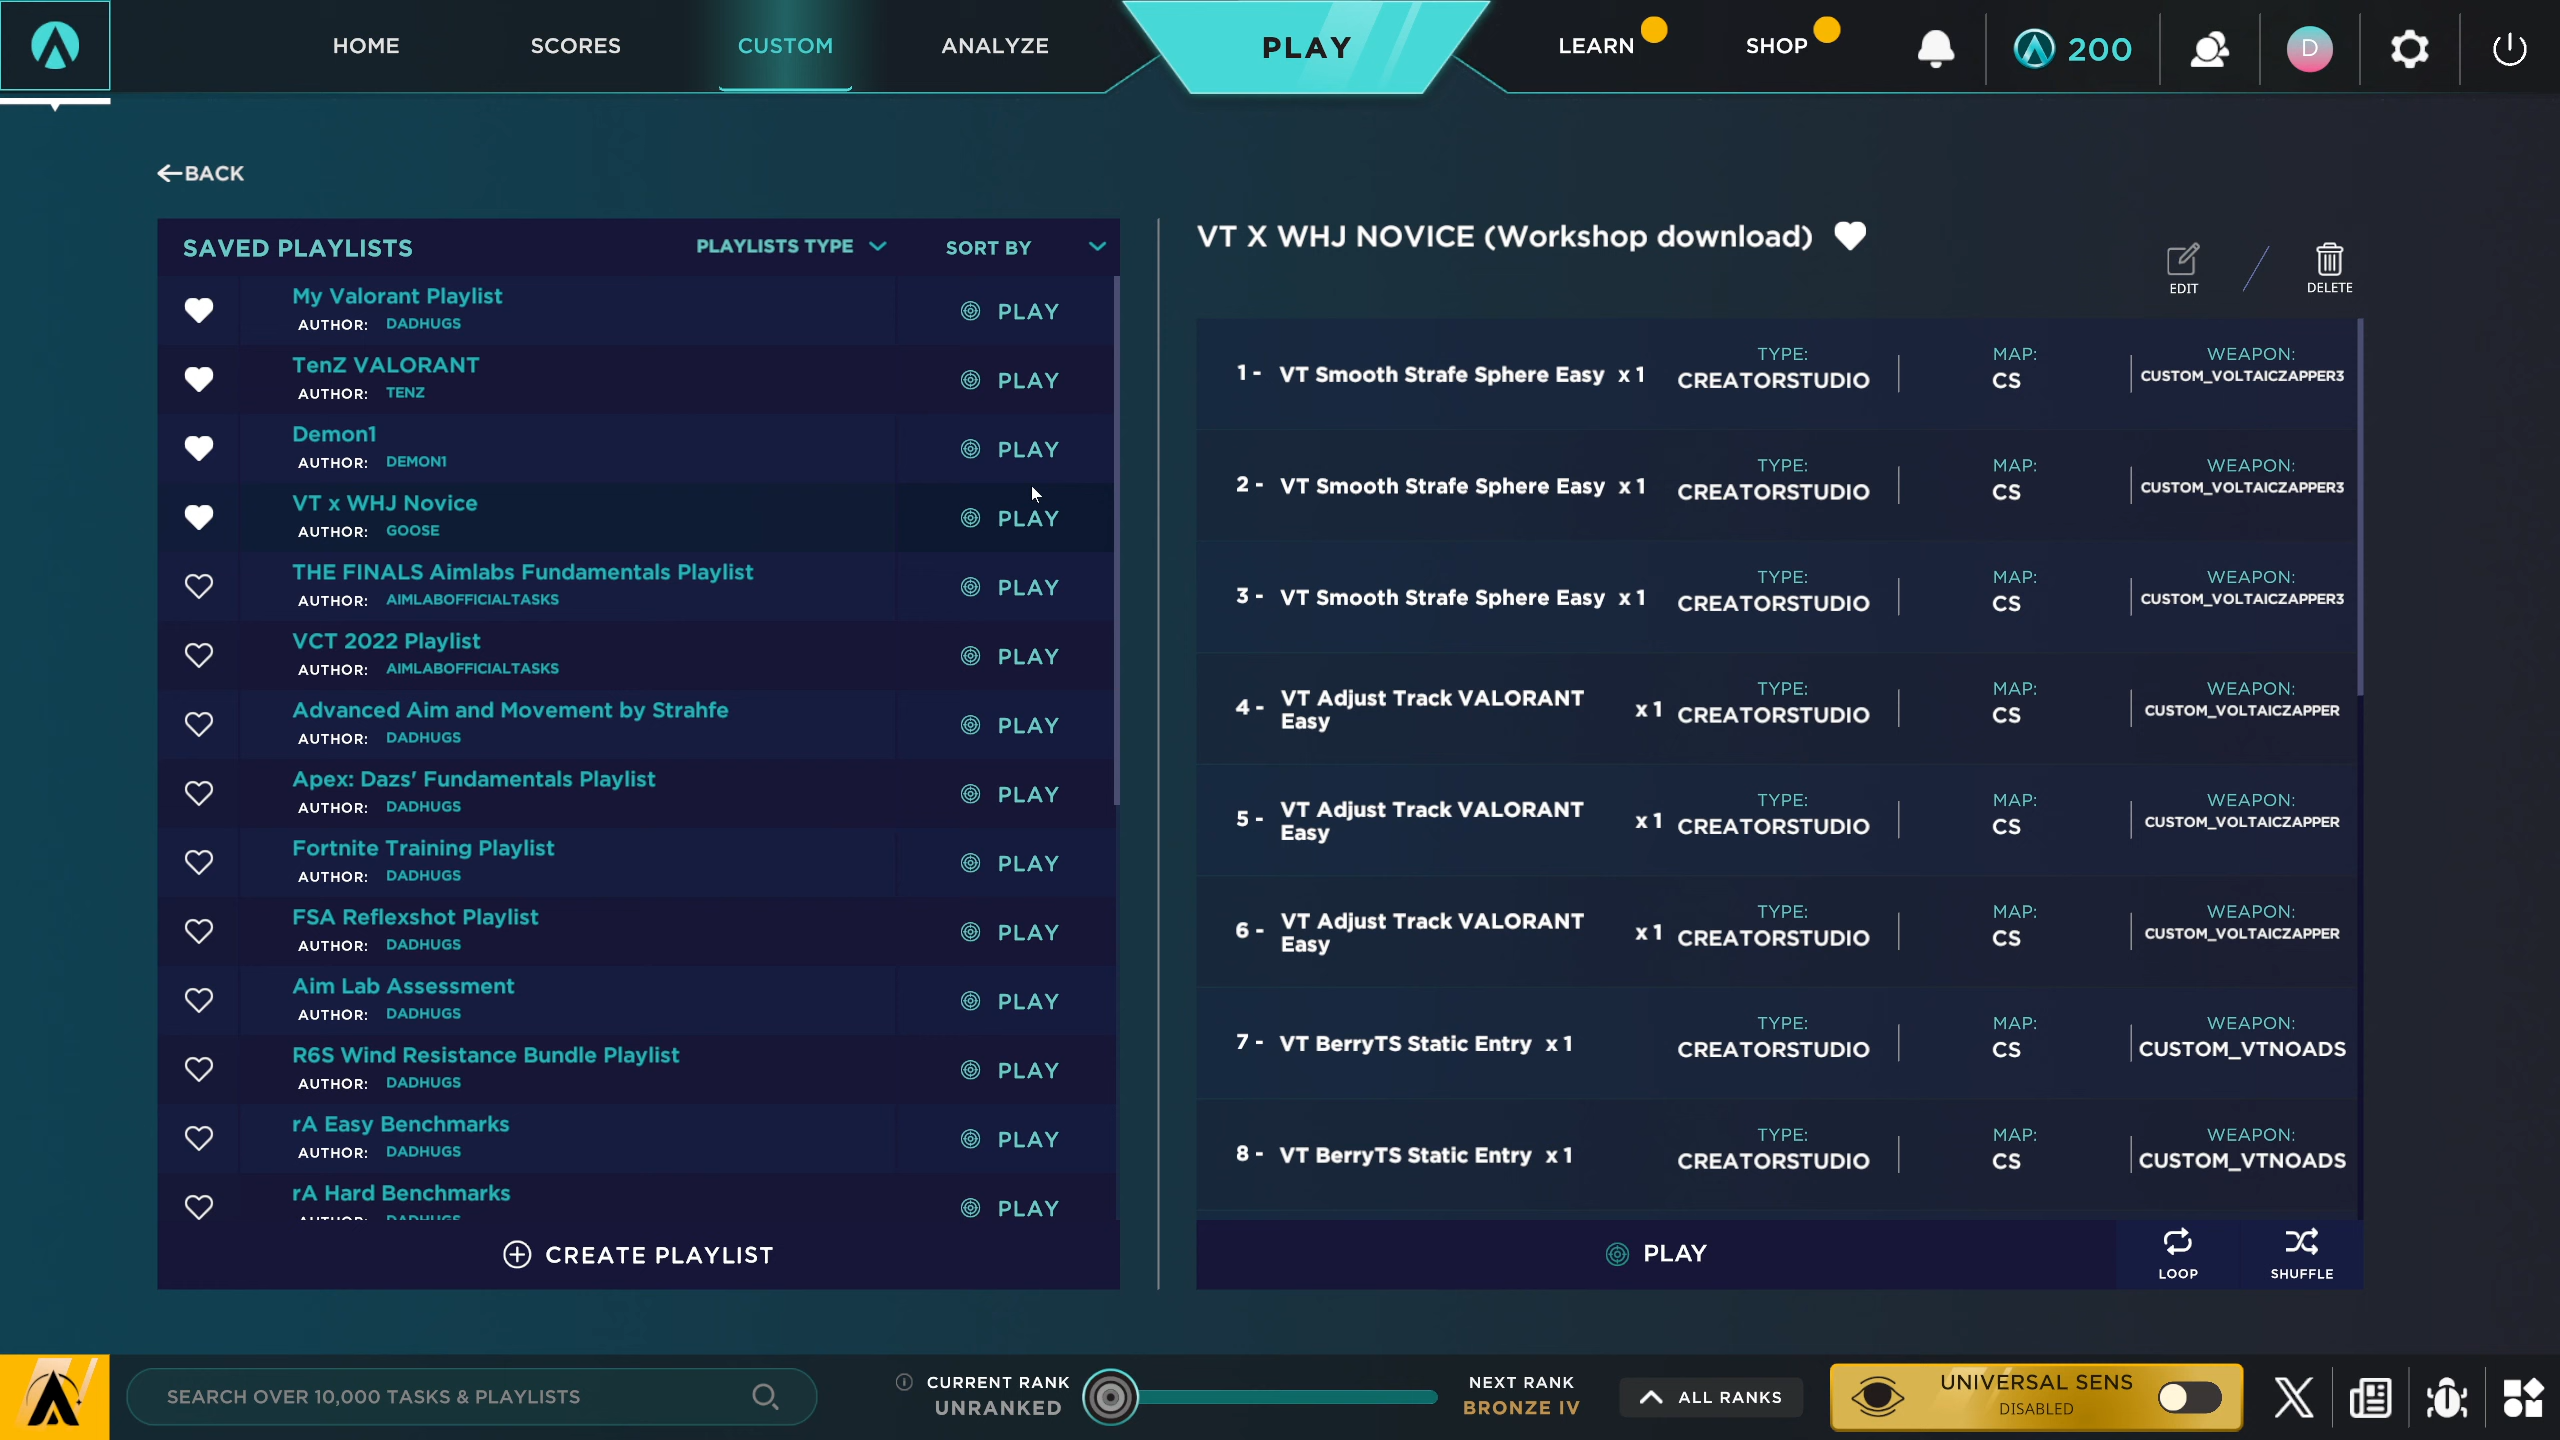 HOME
SCORES
CUSTOM
ANALYZE
PLAY
LEARN
SHOP
200
D
BACK
SAVED PLAYLISTS
PLAYLISTS TYPE
SORT BY
My Valorant Playlist
AUTHOR: DADHUGS
PLAY
TenZ VALORANT
AUTHOR: TENZ
PLAY
Demon1
AUTHOR: DEMON1
PLAY
VT x WHJ Novice
AUTHOR: GOOSE
PLAY
THE FINALS Aimlabs Fundamentals Playlist
AUTHOR: AIMLABOFFICIALTASKS
PLAY
VCT 2022 Playlist
AUTHOR: AIMLABOFFICIALTASKS
PLAY
Advanced Aim and Movement by Strahfe
AUTHOR: DADHUGS
PLAY
Apex: Dazs' Fundamentals Playlist
AUTHOR: DADHUGS
PLAY
Fortnite Training Playlist
AUTHOR: DADHUGS
PLAY
FSA Reflexshot Playlist
AUTHOR: DADHUGS
PLAY
Aim Lab Assessment
AUTHOR: DADHUGS
PLAY
R6S Wind Resistance Bundle Playlist
AUTHOR: DADHUGS
PLAY
rA Easy Benchmarks
AUTHOR: DADHUGS
PLAY
rA Hard Benchmarks
AUTHOR: DADHUGS
PLAY
CREATE PLAYLIST
VT X WHJ NOVICE (Workshop download)
EDIT
DELETE
1 - VT Smooth Strafe Sphere Easy x 1
TYPE:
CREATORSTUDIO
MAP:
CS
WEAPON:
CUSTOM_VOLTAICZAPPER3
2 - VT Smooth Strafe Sphere Easy x 1
TYPE:
CREATORSTUDIO
MAP:
CS
WEAPON:
CUSTOM_VOLTAICZAPPER3
3 - VT Smooth Strafe Sphere Easy x 1
TYPE:
CREATORSTUDIO
MAP:
CS
WEAPON:
CUSTOM_VOLTAICZAPPER3
4 - VT Adjust Track VALORANT
Easy
x 1
TYPE:
CREATORSTUDIO
MAP:
CS
WEAPON:
CUSTOM_VOLTAICZAPPER
5 - VT Adjust Track VALORANT
Easy
x 1
TYPE:
CREATORSTUDIO
MAP:
CS
WEAPON:
CUSTOM_VOLTAICZAPPER
6 - VT Adjust Track VALORANT
Easy
x 1
TYPE:
CREATORSTUDIO
MAP:
CS
WEAPON:
CUSTOM_VOLTAICZAPPER
7 - VT BerryTS Static Entry x 1
TYPE:
CREATORSTUDIO
MAP:
CS
WEAPON:
CUSTOM_VTNOADS
8 - VT BerryTS Static Entry x 1
TYPE:
CREATORSTUDIO
MAP:
CS
WEAPON:
CUSTOM_VTNOADS
PLAY
LOOP
SHUFFLE
SEARCH OVER 10,000 TASKS & PLAYLISTS
CURRENT RANK
UNRANKED
NEXT RANK
BRONZE IV
ALL RANKS
UNIVERSAL SENS
DISABLED